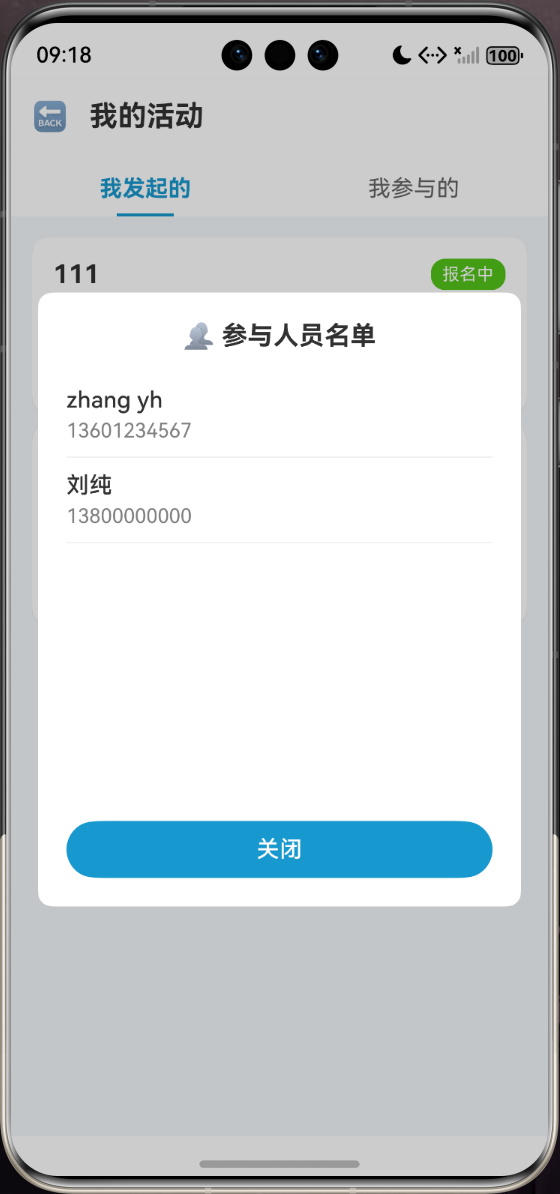 09:18
100
BACK
我的活动
我发起的
我参与的
111
报名中
参与人员名单
zhang yh
13601234567
刘纯
13800000000
关闭